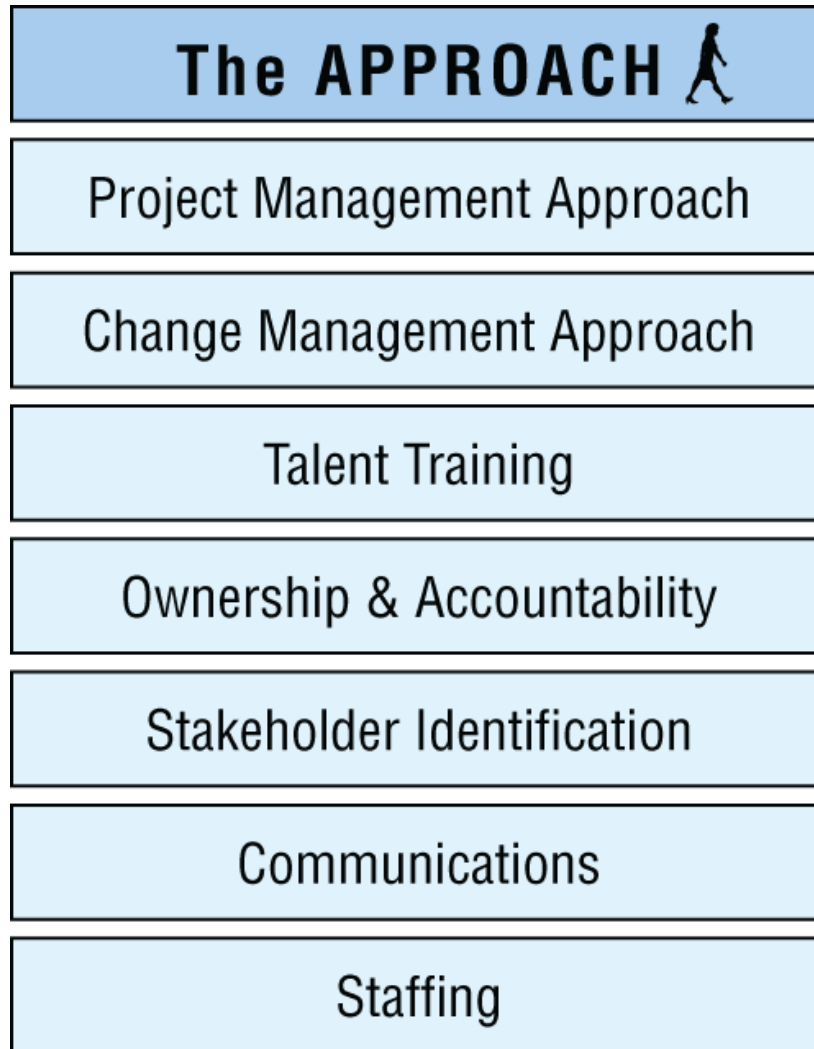 The APPROACH
Project Management Approach
Change Management Approach
Talent Training
Ownership & Accountability
Stakeholder Identification
Communications
Staffing